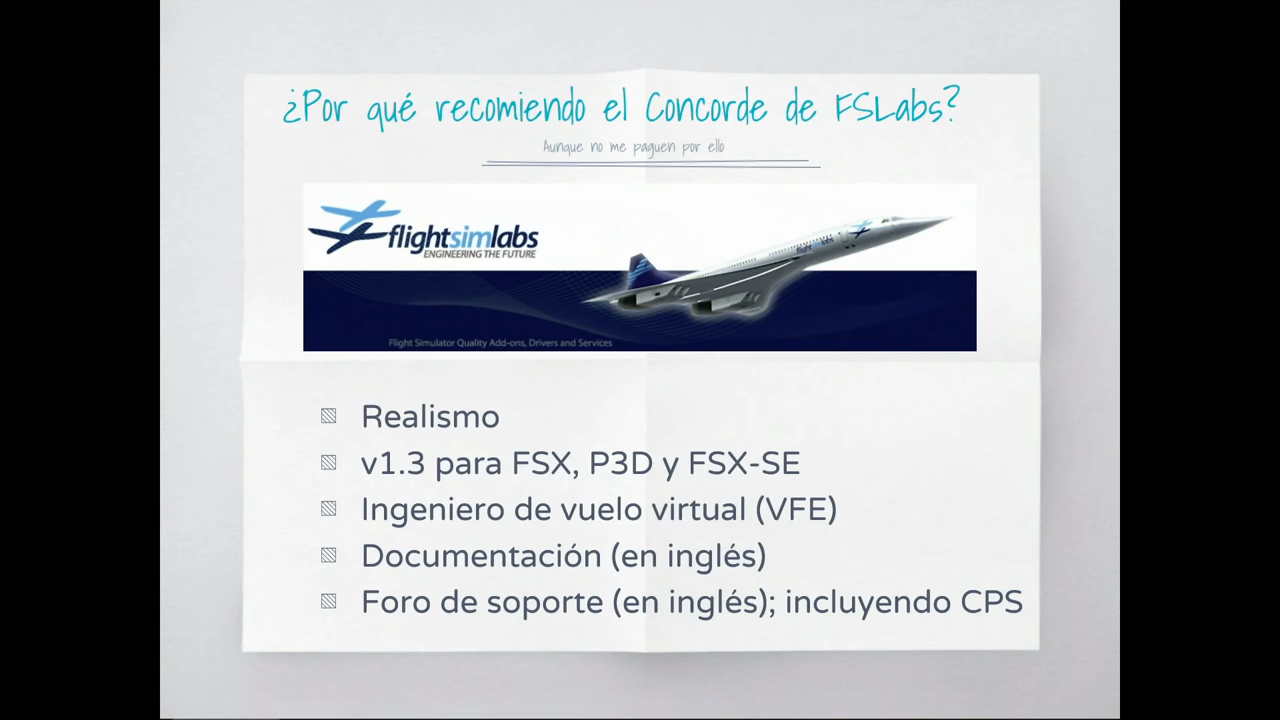 ¿Por qué recomiendo el Concorde de FSLabs?
Aunque no me paguen por ello
flightsimlabs
ENGINEERING THE FUTURE
Flight Simulator Quality Add-ons, Drivers and Services
Realismo
v1.3 para FSX, P3D y FSX-SE
Ingeniero de vuelo virtual (VFE)
Documentación (en inglés)
Foro de soporte (en inglés); incluyendo CPS